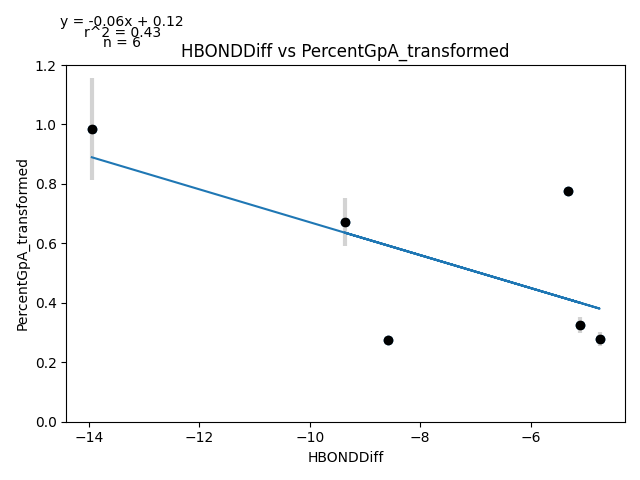 y = -0.06x + 0.12
r^2 = 0.43
n = 6
HBONDDiff vs PercentGpA_transformed
1.2
1.0
0.8
0.6
0.4
0.2
0.0
PercentGpA_transformed
−14
−12
−10
−8
−6
HBONDDiff